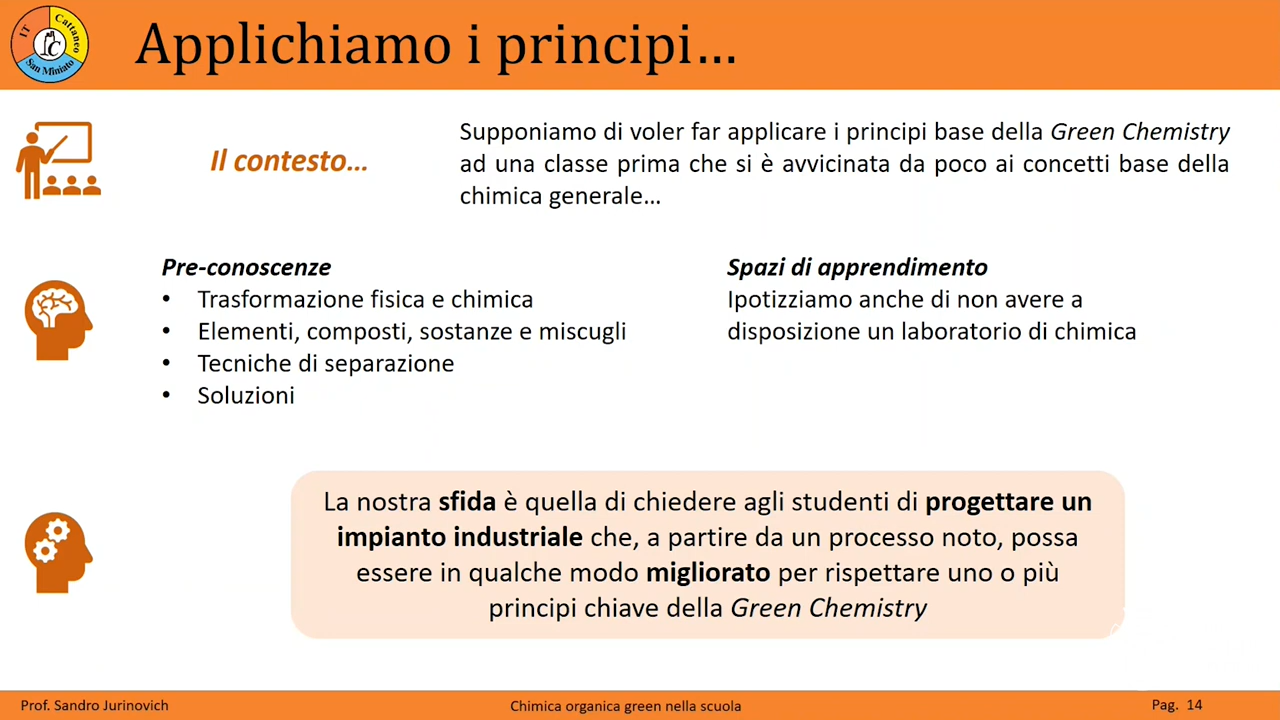 IT
Cattaneo
San Miniato
Applichiamo i principi...
Il contesto...
Supponiamo di voler far applicare i principi base della Green Chemistry
ad una classe prima che si è avvicinata da poco ai concetti base della
chimica generale...
Pre-conoscenze
• Trasformazione fisica e chimica
• Elementi, composti, sostanze e miscugli
• Tecniche di separazione
• Soluzioni
Spazi di apprendimento
Ipotizziamo anche di non avere a
disposizione un laboratorio di chimica
La nostra sfida è quella di chiedere agli studenti di progettare un
impianto industriale che, a partire da un processo noto, possa
essere in qualche modo migliorato per rispettare uno o più
principi chiave della Green Chemistry
Prof. Sandro Jurinovich
Chimica organica green nella scuola
Pag. 14